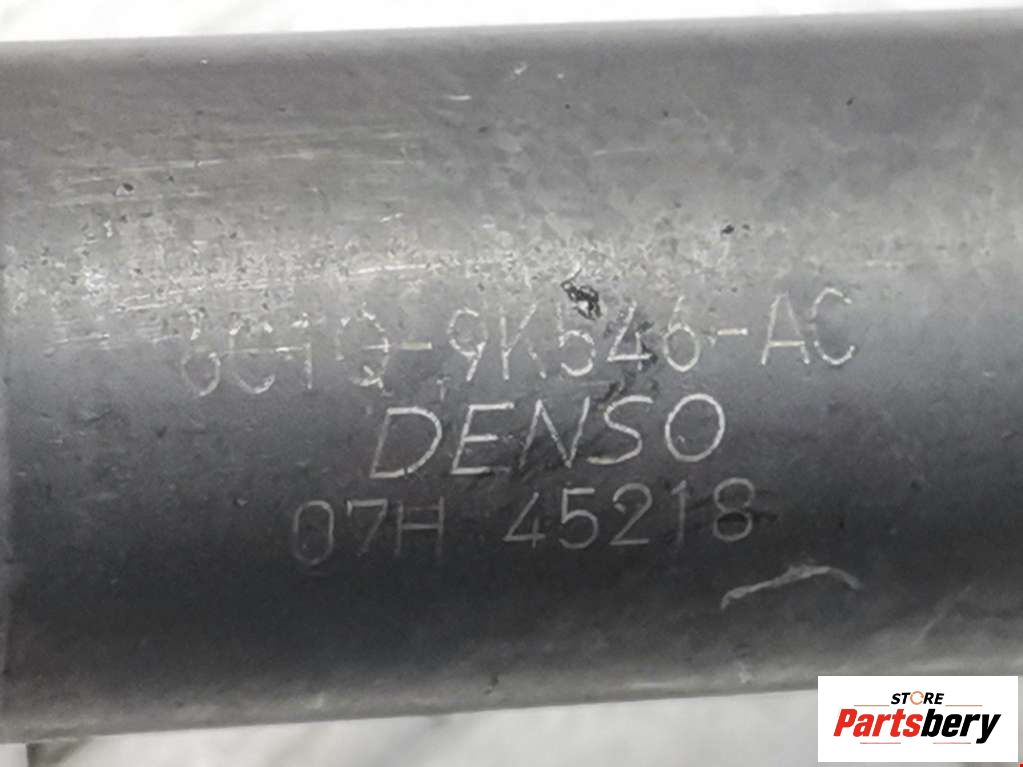 6C1Q-9K546-AC
DENSO
07H 45218
STORE
Partsbery